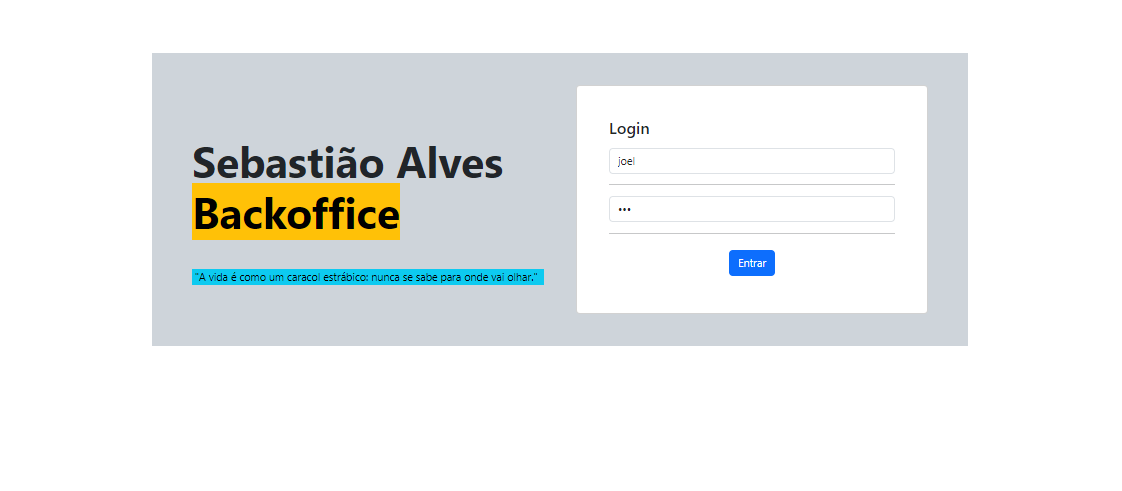 Sebastião Alves
Backoffice
"A vida é como um caracol estrábico: nunca se sabe para onde vai olhar."
Login
joel
•••
Entrar